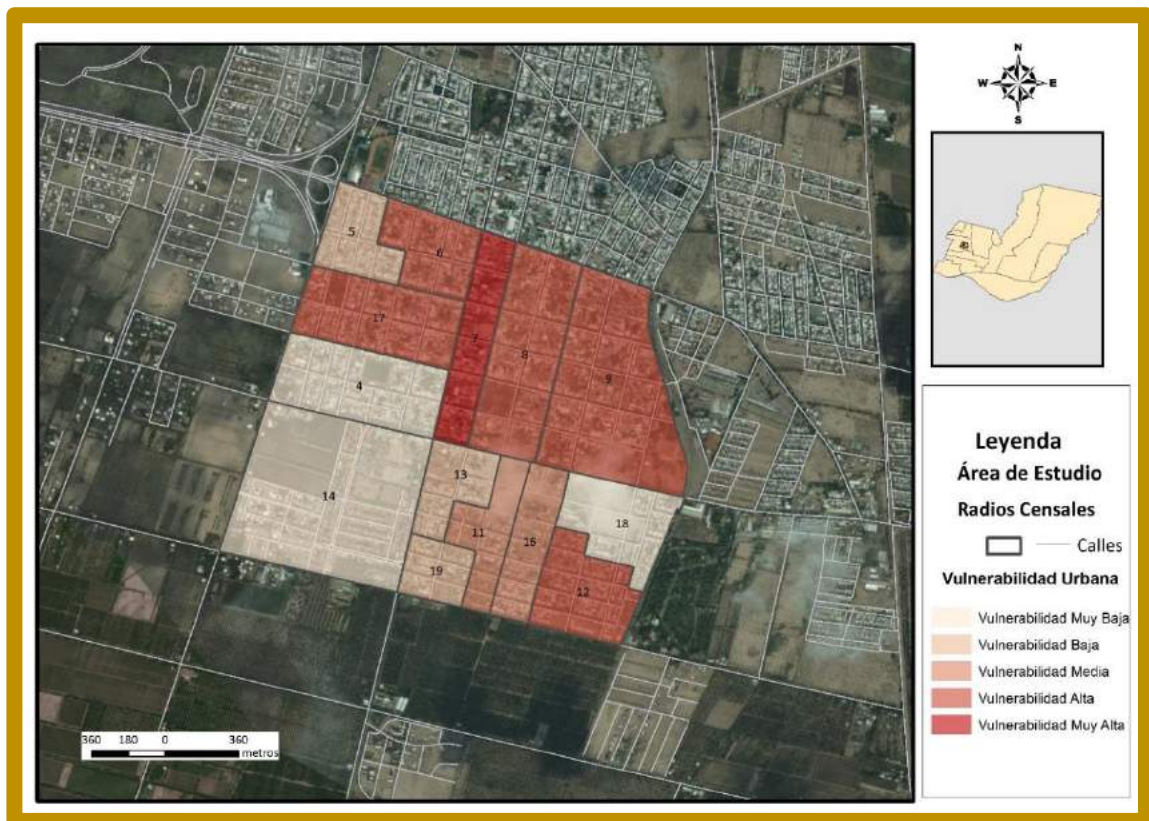 N
W E
S
5
6
17
7
8
9
4
13
14
11
16
18
19
12
360 180 0 360
metros
Leyenda
Área de Estudio
Radios Censales
Calles
Vulnerabilidad Urbana
Vulnerabilidad Muy Baja
Vulnerabilidad Baja
Vulnerabilidad Media
Vulnerabilidad Alta
Vulnerabilidad Muy Alta